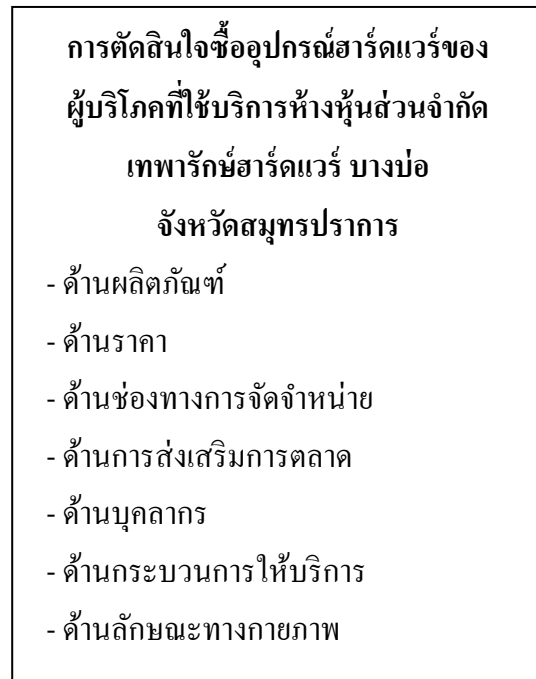 การตัดสินใจซื้ออุปกรณ์ฮาร์ดแวร์ของ
ผู้บริโภคที่ใช้บริการห้างหุ้นส่วนจำกัด
เทพารักษ์ฮาร์ดแวร์ บางบ่อ
จังหวัดสมุทรปราการ
- ด้านผลิตภัณฑ์
- ด้านราคา
- ด้านช่องทางการจัดจำหน่าย
- ด้านการส่งเสริมการตลาด
- ด้านบุคลากร
- ด้านกระบวนการให้บริการ
- ด้านลักษณะทางกายภาพ